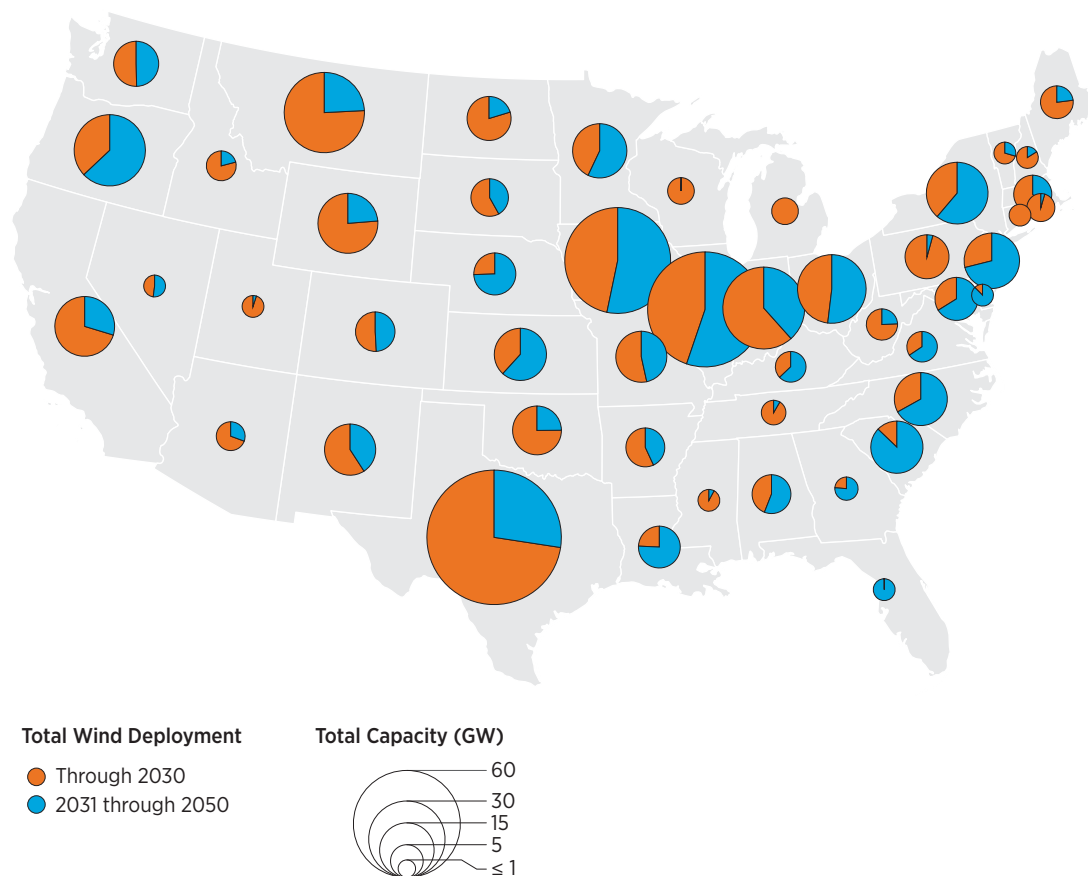 Total Wind Deployment
Through 2030
2031 through 2050
Total Capacity (GW)
60
30
15
5
≤ 1